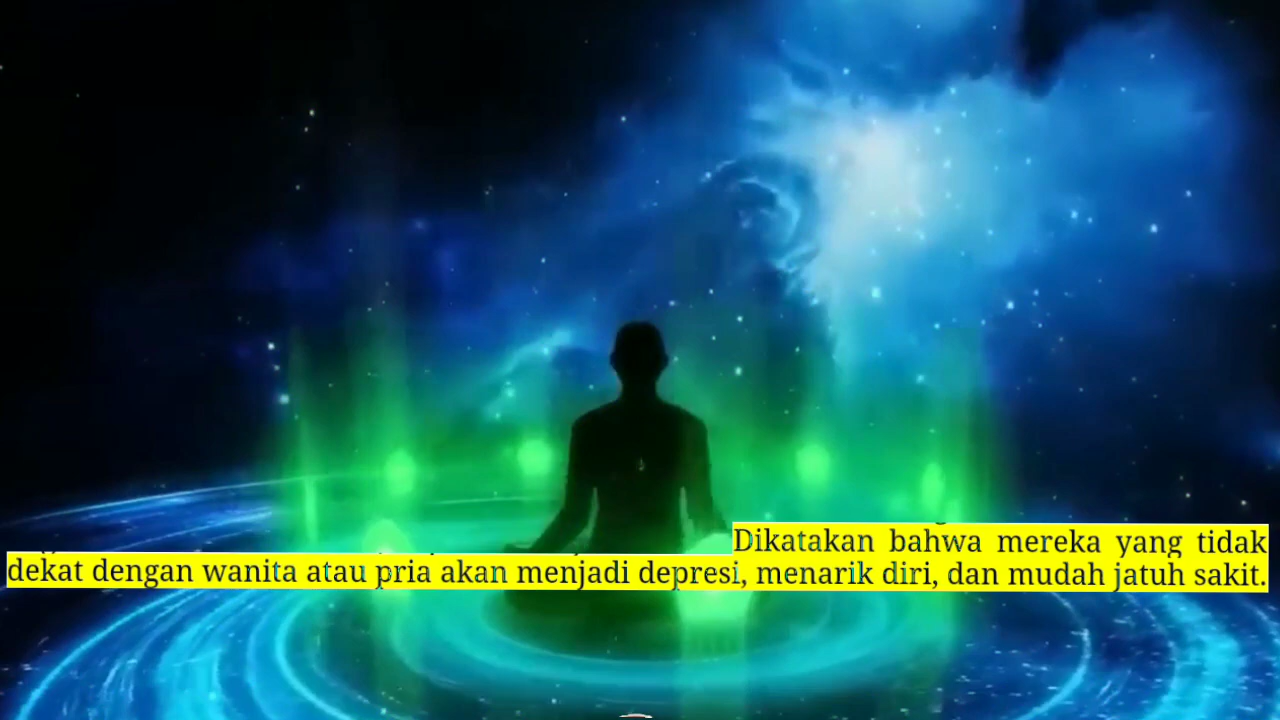 Dikatakan bahwa mereka yang tidak
dekat dengan wanita atau pria akan menjadi depresi, menarik diri, dan mudah jatuh sakit.